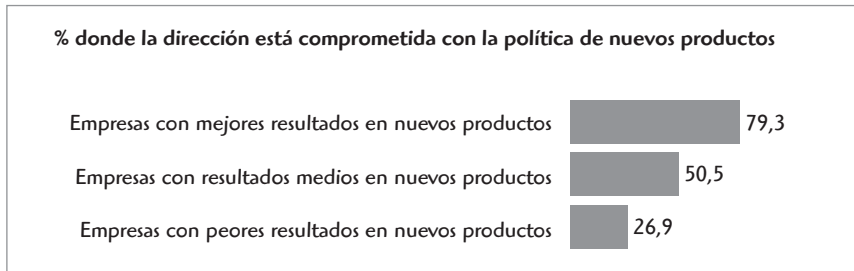 % donde la dirección está comprometida con la política de nuevos productos
Empresas con mejores resultados en nuevos productos 79,3
Empresas con resultados medios en nuevos productos 50,5
Empresas con peores resultados en nuevos productos 26,9